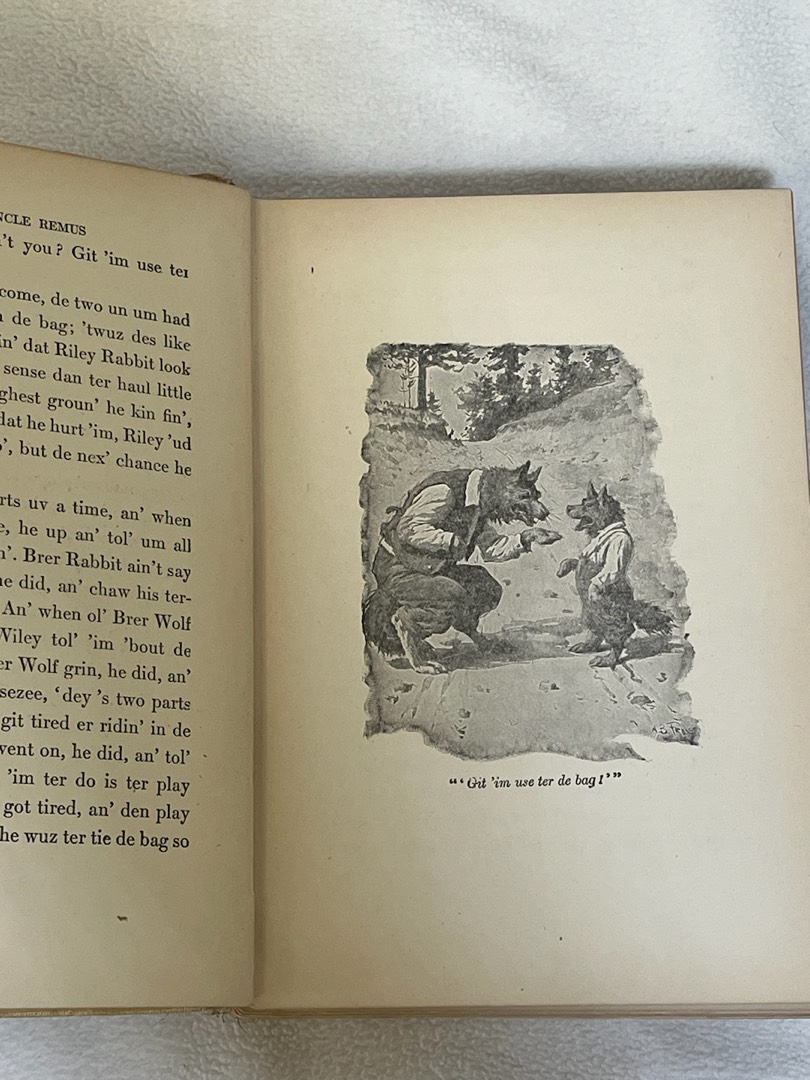 UNCLE REMUS
't you? Git 'im use ter
come, de two un um had
de bag; 'twuz des like
in' dat Riley Rabbit look
sense dan ter haul little
ghest groun' he kin fin',
dat he hurt 'im, Riley 'ud
', but de nex' chance he
rts uv a time, an' when
e, he up an' tol' um all
n'. Brer Rabbit ain't say
he did, an' chaw his ter-
An' when ol' Brer Wolf
Wiley tol' 'im 'bout de
er Wolf grin, he did, an'
sezee, 'dey 's two parts
git tired er ridin' in de
went on, he did, an' tol'
'im ter do is ter play
got tired, an' den play
he wuz ter tie de bag so
"'Git 'im use ter de bag!'"